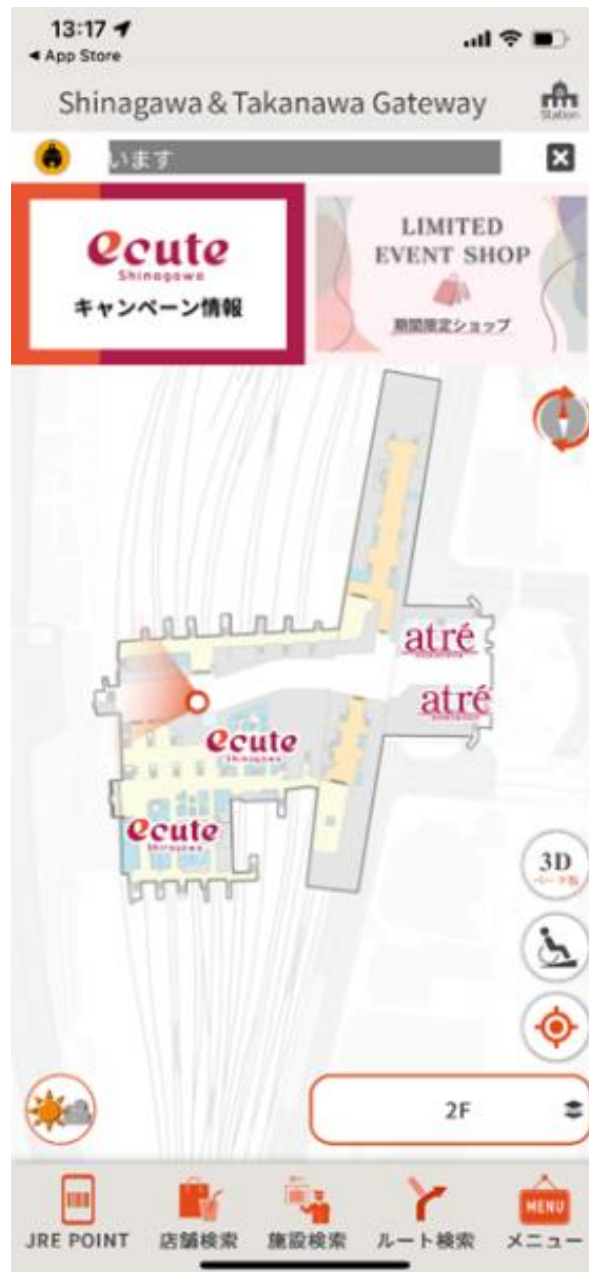 13:17
◀ App Store
Shinagawa & Takanawa Gateway
Station
います
ecute
Shinagawa
キャンペーン情報
LIMITED
EVENT SHOP
期間限定ショップ
atré
atré
ecute
Shinagawa
ecute
Shinagawa
3D
2F
JRE POINT
店舗検索
施設検索
ルート検索
MENU
メニュー